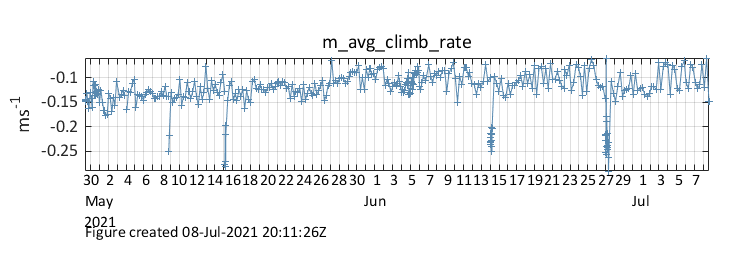 m_avg_climb_rate
ms-1
-0.1
-0.15
-0.2
-0.25
30 2 4 6 8 10 12 14 16 18 20 22 24 26 28 30 1 3 5 7 9 11 13 15 17 19 21 23 25 27 29 1 3 5 7
May Jun Jul
2021
Figure created 08-Jul-2021 20:11:26Z